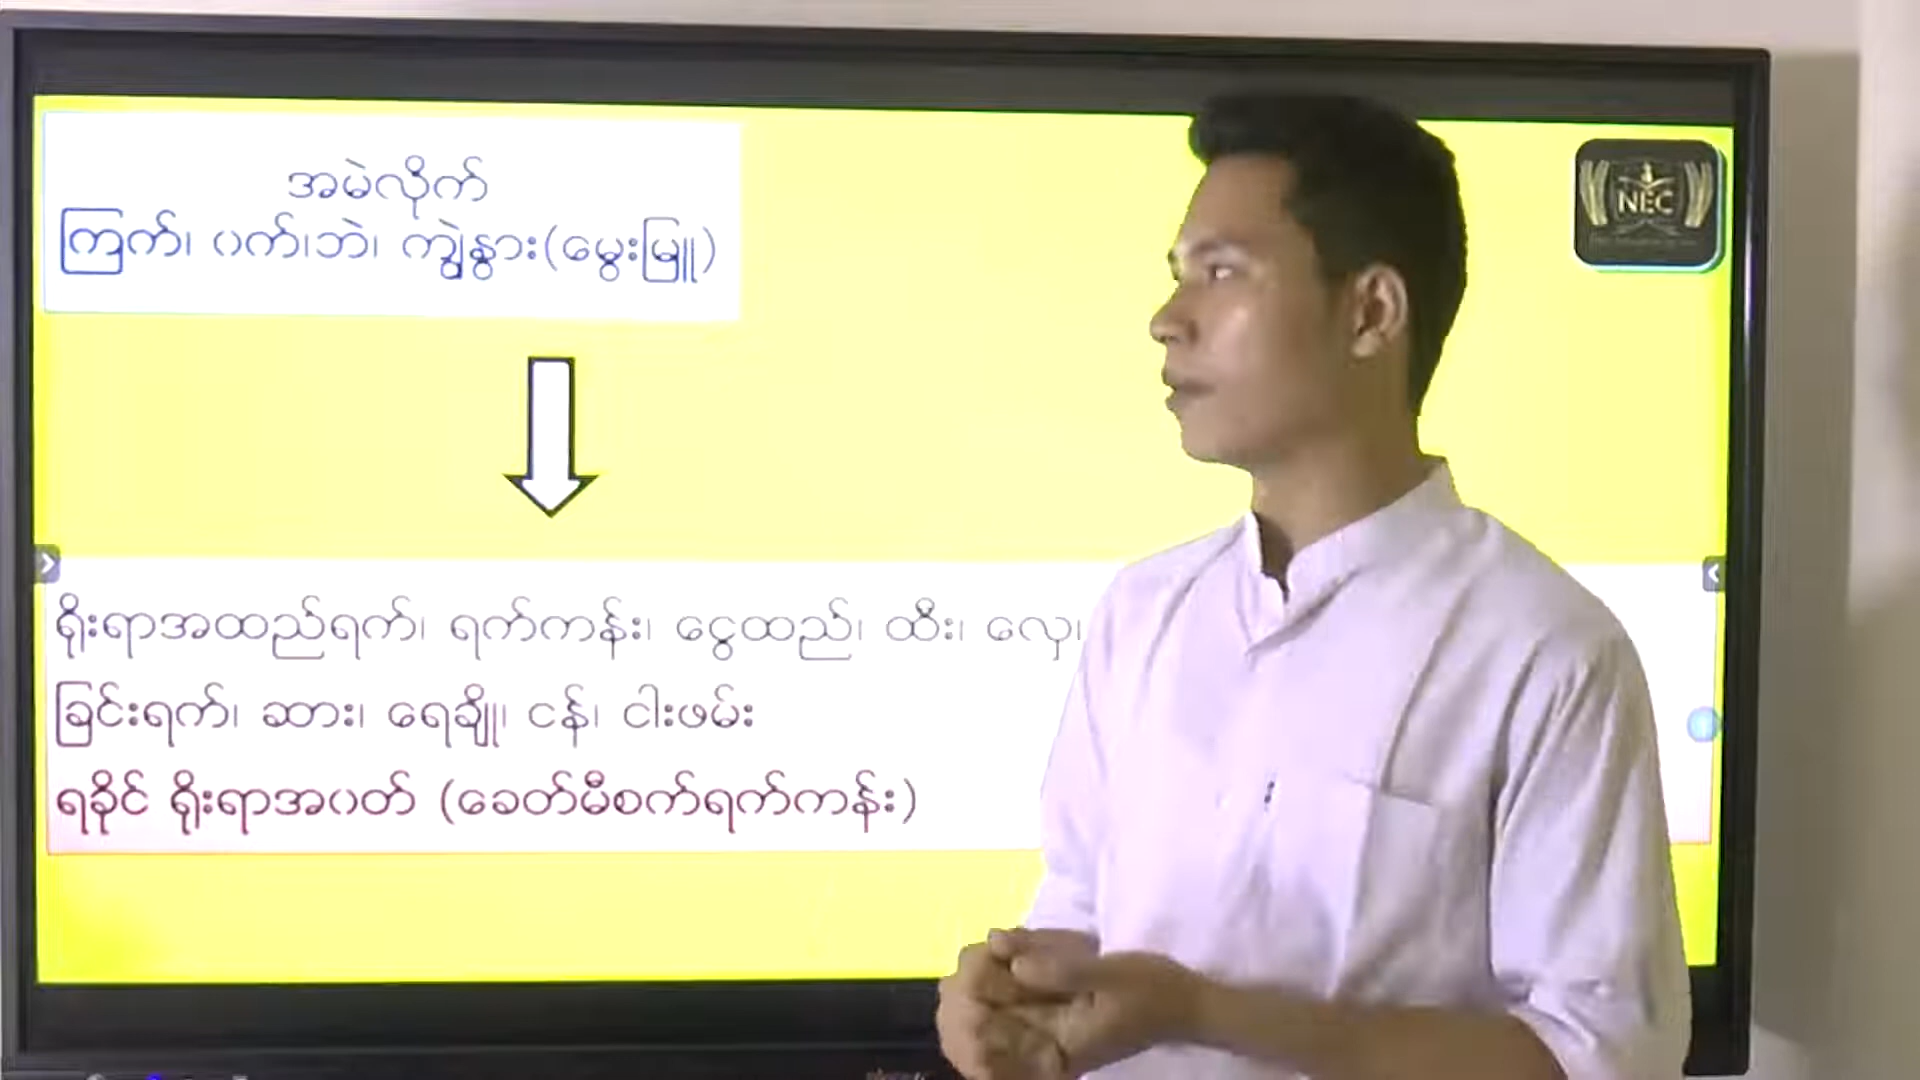 အမဲလိုက်
ကြက်၊ ဝက်၊ဘဲ၊ ကျွဲနွား(မွေးမြူ)
NEC
ရိုးရာအထည်ရက်၊ ရက်ကန်း၊ ငွေထည်၊ ထီး၊ လှေ၊
ခြင်းရက်၊ ဆား၊ ရေချို၊ ငန်၊ ငါးဖမ်း
ရခိုင် ရိုးရာအဝတ် (ခေတ်မီစက်ရက်ကန်း)